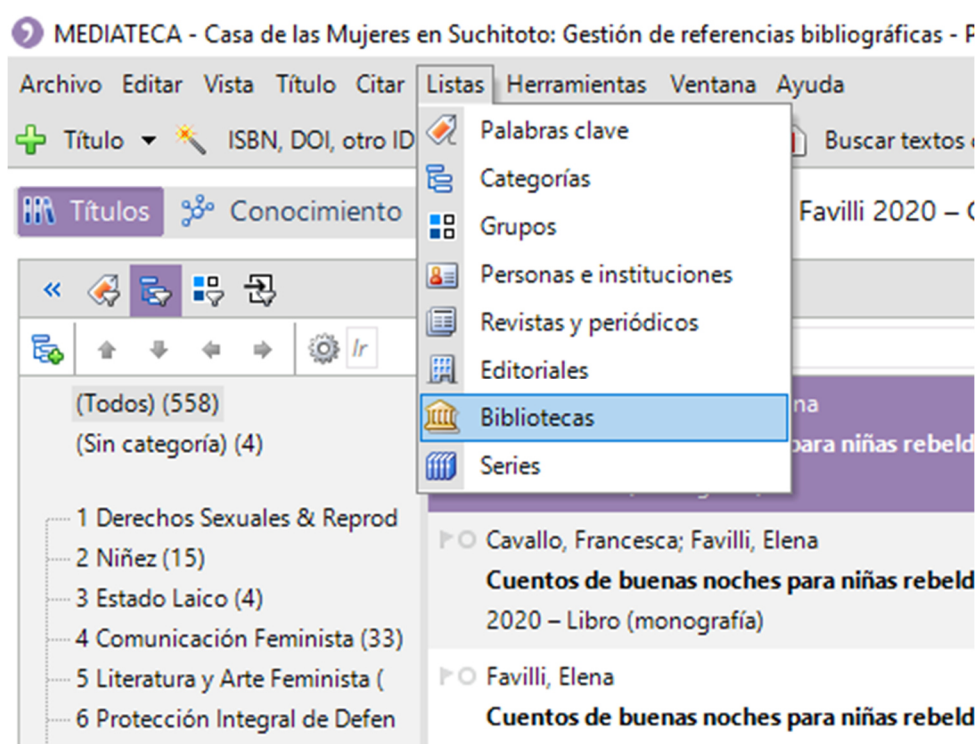 MEDIATECA - Casa de las Mujeres en Suchitoto: Gestión de referencias bibliográficas - P
Archivo Editar Vista Título Citar Listas Herramientas Ventana Ayuda
Título ISBN, DOI, otro ID Buscar textos
Títulos Conocimiento Favilli 2020 –
Palabras clave
Categorías
Grupos
Personas e instituciones
Revistas y periódicos
Editoriales
Bibliotecas
Series
Ir
(Todos) (558)
(Sin categoría) (4)
1 Derechos Sexuales & Reprod
2 Niñez (15)
3 Estado Laico (4)
4 Comunicación Feminista (33)
5 Literatura y Arte Feminista (
6 Protección Integral de Defen
na
para niñas rebeld
Cavallo, Francesca; Favilli, Elena
Cuentos de buenas noches para niñas rebeld
2020 – Libro (monografía)
Favilli, Elena
Cuentos de buenas noches para niñas rebeld